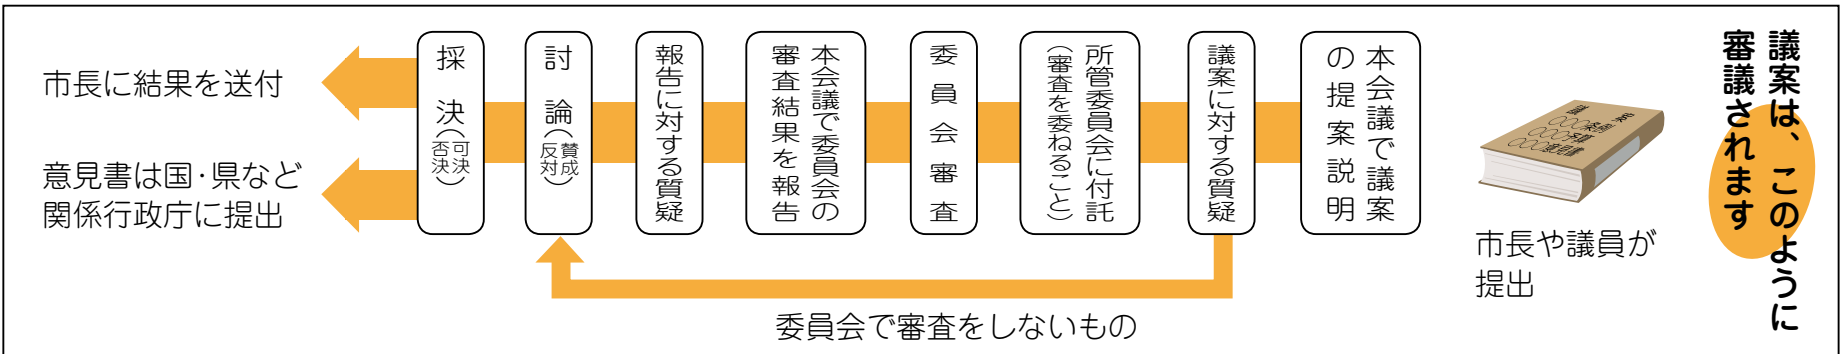 議案は、このように
審議されます
市長や議員が
提出
本会議で議案
の提案説明
議案に対する質疑
所管委員会に付託
(審査を委ねること)
委員会審査
本会議で委員会の
審査結果を報告
報告に対する質疑
討論(賛成
反対)
採決(可決
否決)
市長に結果を送付
意見書は国・県など
関係行政庁に提出
委員会で審査をしないもの